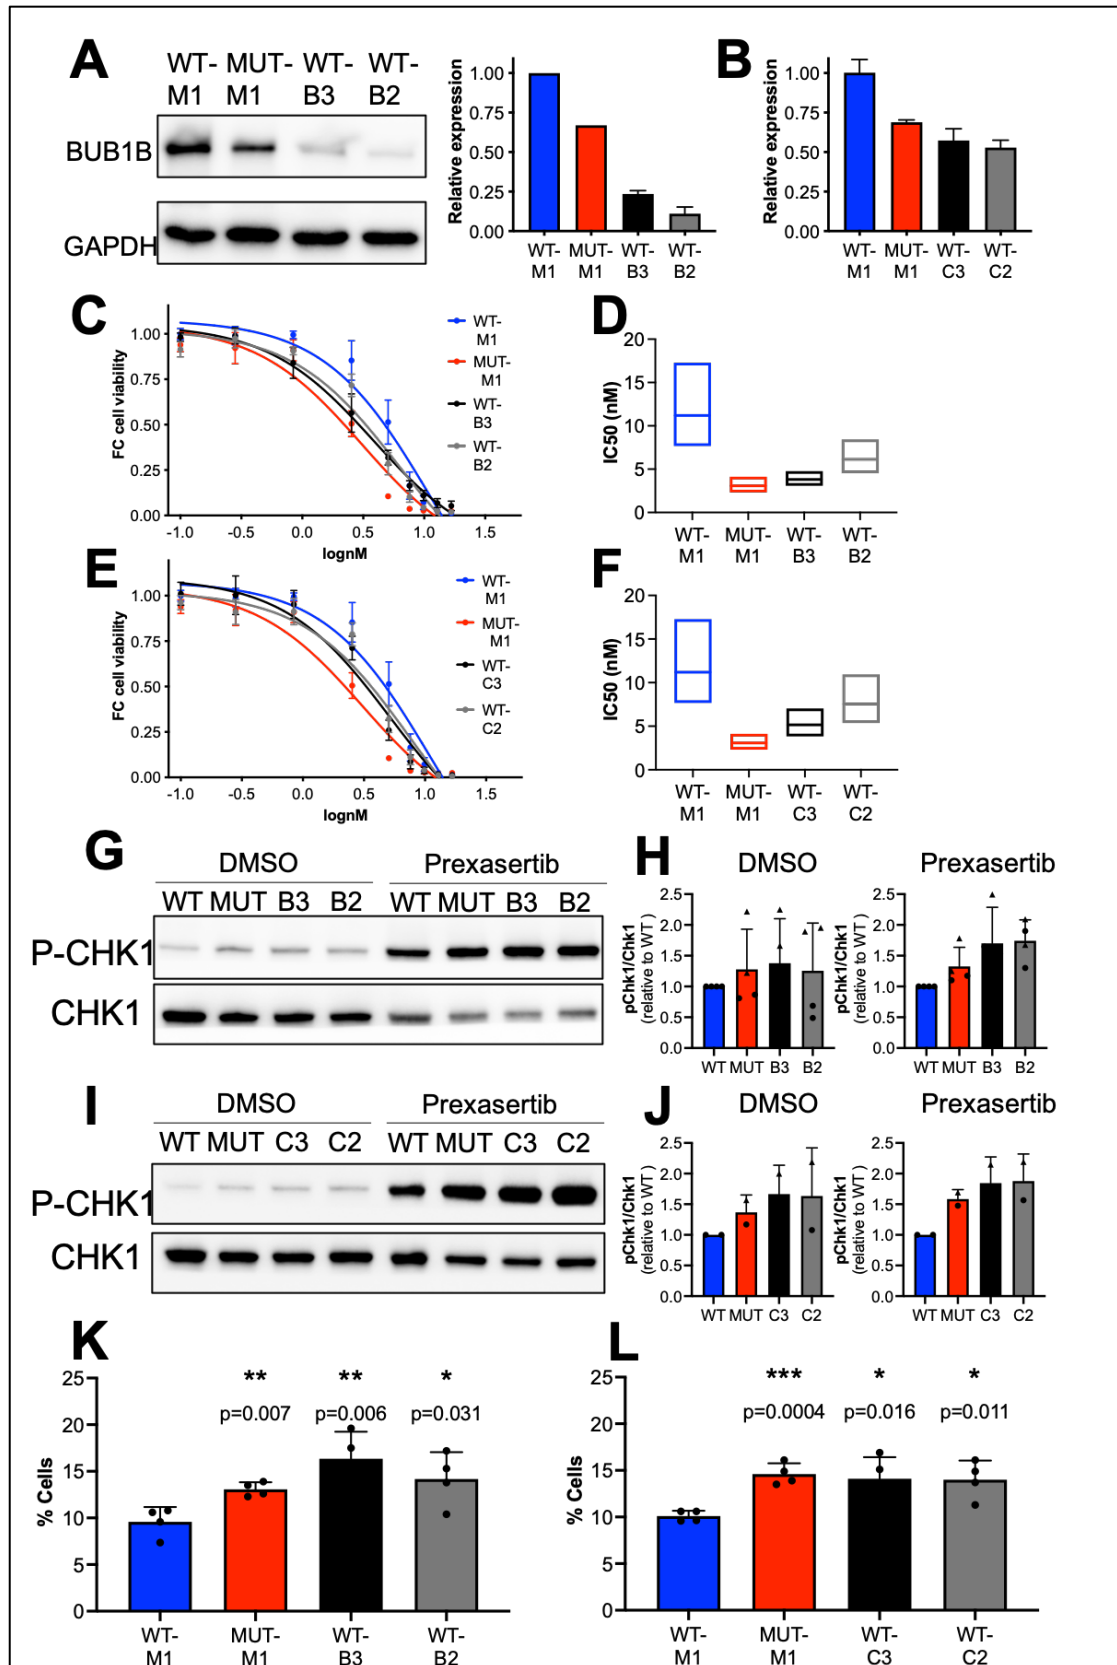 A
WT- MUT- WT- WT-
M1 M1 B3 B2
BUB1B
GAPDH
Relative expression
1.00
0.75
0.50
0.25
0.00
WT- MUT- WT- WT-
M1 M1 B3 B2
B
Relative expression
1.00
0.75
0.50
0.25
0.00
WT- MUT- WT- WT-
M1 M1 C3 C2
C
FC cell viability
1.00
0.75
0.50
0.25
0.00
-1.0 -0.5 0.0 0.5 1.0 1.5
lognM
WT-
M1
MUT-
M1
WT-
B3
WT-
B2
D
IC50 (nM)
20
15
10
5
0
WT- MUT- WT- WT-
M1 M1 B3 B2
E
FC cell viability
1.00
0.75
0.50
0.25
0.00
-1.0 -0.5 0.0 0.5 1.0 1.5
lognM
WT-
M1
MUT-
M1
WT-
C3
WT-
C2
F
IC50 (nM)
20
15
10
5
0
WT- MUT- WT- WT-
M1 M1 C3 C2
G
DMSO Prexasertib
WT MUT B3 B2 WT MUT B3 B2
P-CHK1
CHK1
H
DMSO
pChk1/Chk1
(relative to WT )
2.5
2.0
1.5
1.0
0.5
0.0
WT MUT B3 B2
Prexasertib
pChk1/Chk1
(relative to WT )
2.5
2.0
1.5
1.0
0.5
0.0
WT MUT B3 B2
I
DMSO Prexasertib
WT MUT C3 C2 WT MUT C3 C2
P-CHK1
CHK1
J
DMSO
pChk1/Chk1
(relative to WT )
2.5
2.0
1.5
1.0
0.5
0.0
WT MUT C3 C2
Prexasertib
pChk1/Chk1
(relative to WT )
2.5
2.0
1.5
1.0
0.5
0.0
WT MUT C3 C2
K
% Cells
25
20
15
10
5
0
** ** *
p=0.007 p=0.006 p=0.031
WT- MUT- WT- WT-
M1 M1 B3 B2
L
% Cells
25
20
15
10
5
0
*** * *
p=0.0004 p=0.016 p=0.011
WT- MUT- WT- WT-
M1 M1 C3 C2